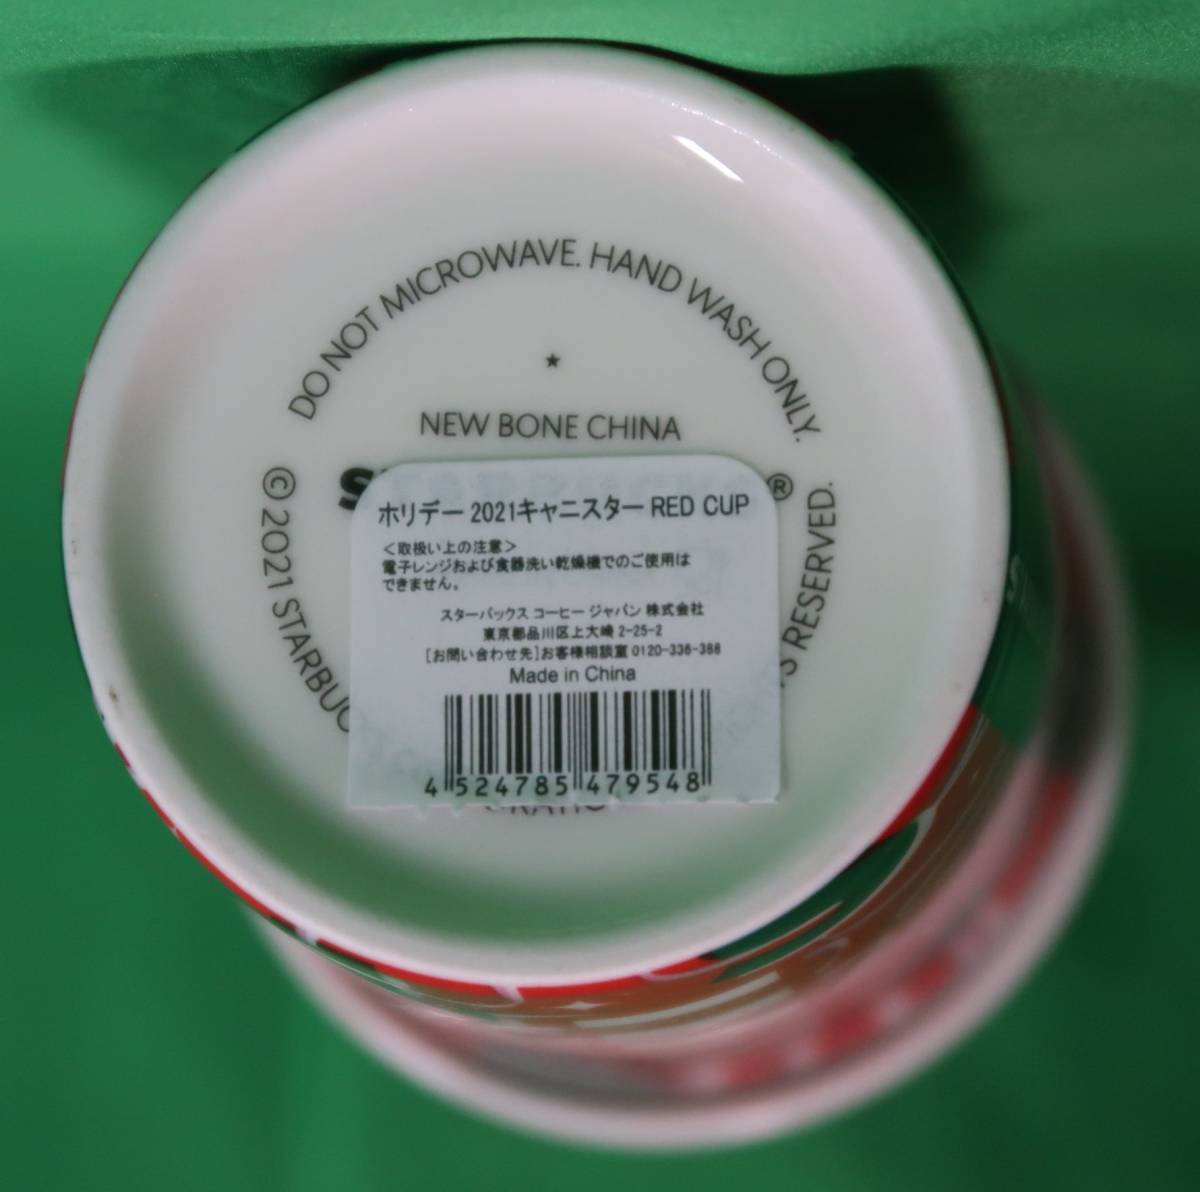 DO NOT MICROWAVE. HAND WASH ONLY.
NEW BONE CHINA
®
ホリデー 2021キャニスター RED CUP
＜取扱い上の注意＞
電子レンジおよび食器洗い乾燥機でのご使用は
できません。
スターバックス コーヒー ジャパン 株式会社
東京都品川区上大崎 2-25-2
[お問い合わせ先]お客様相談室 0120-336-388
Made in China
4 524785 479548
© 2021 STARBUC
S RESERVED.